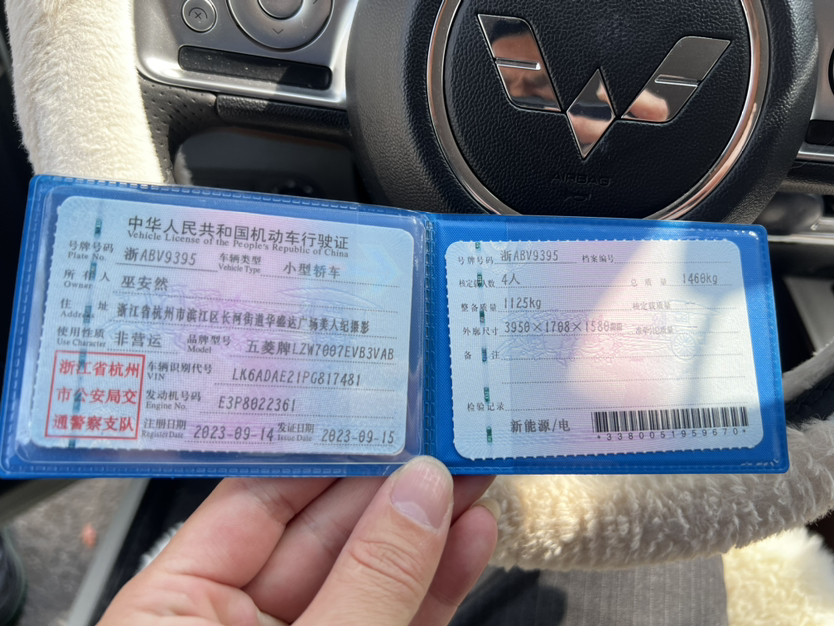 中华人民共和国机动车行驶证
Vehicle License of the People's Republic of China
号牌号码 浙ABV9395 车辆类型 小型轿车
Plate No. Vehicle Type
所有人 巫安然
Owner
住址 浙江省杭州市滨江区长河街道华盛达广场美人纪摄影
Address
使用性质 非营运 品牌型号 五菱牌LZW7007EVB3VAB
Use Character Model
浙江省杭州
市公安局交
通警察支队
车辆识别代号 LK6ADAE21PG817481
VIN
发动机号码 E3P8022361
Engine No.
注册日期 2023-09-14 发证日期 2023-09-15
Register Date Issue Date
号牌号码 浙ABV9395 档案编号
核定载人数 4人 总质量 1460kg
整备质量 1125kg 核定载质量
外廓尺寸 3950×1708×1580mm 准牵引总质量
备注
检验记录
新能源/电
*3380051959670*
AIRBAG